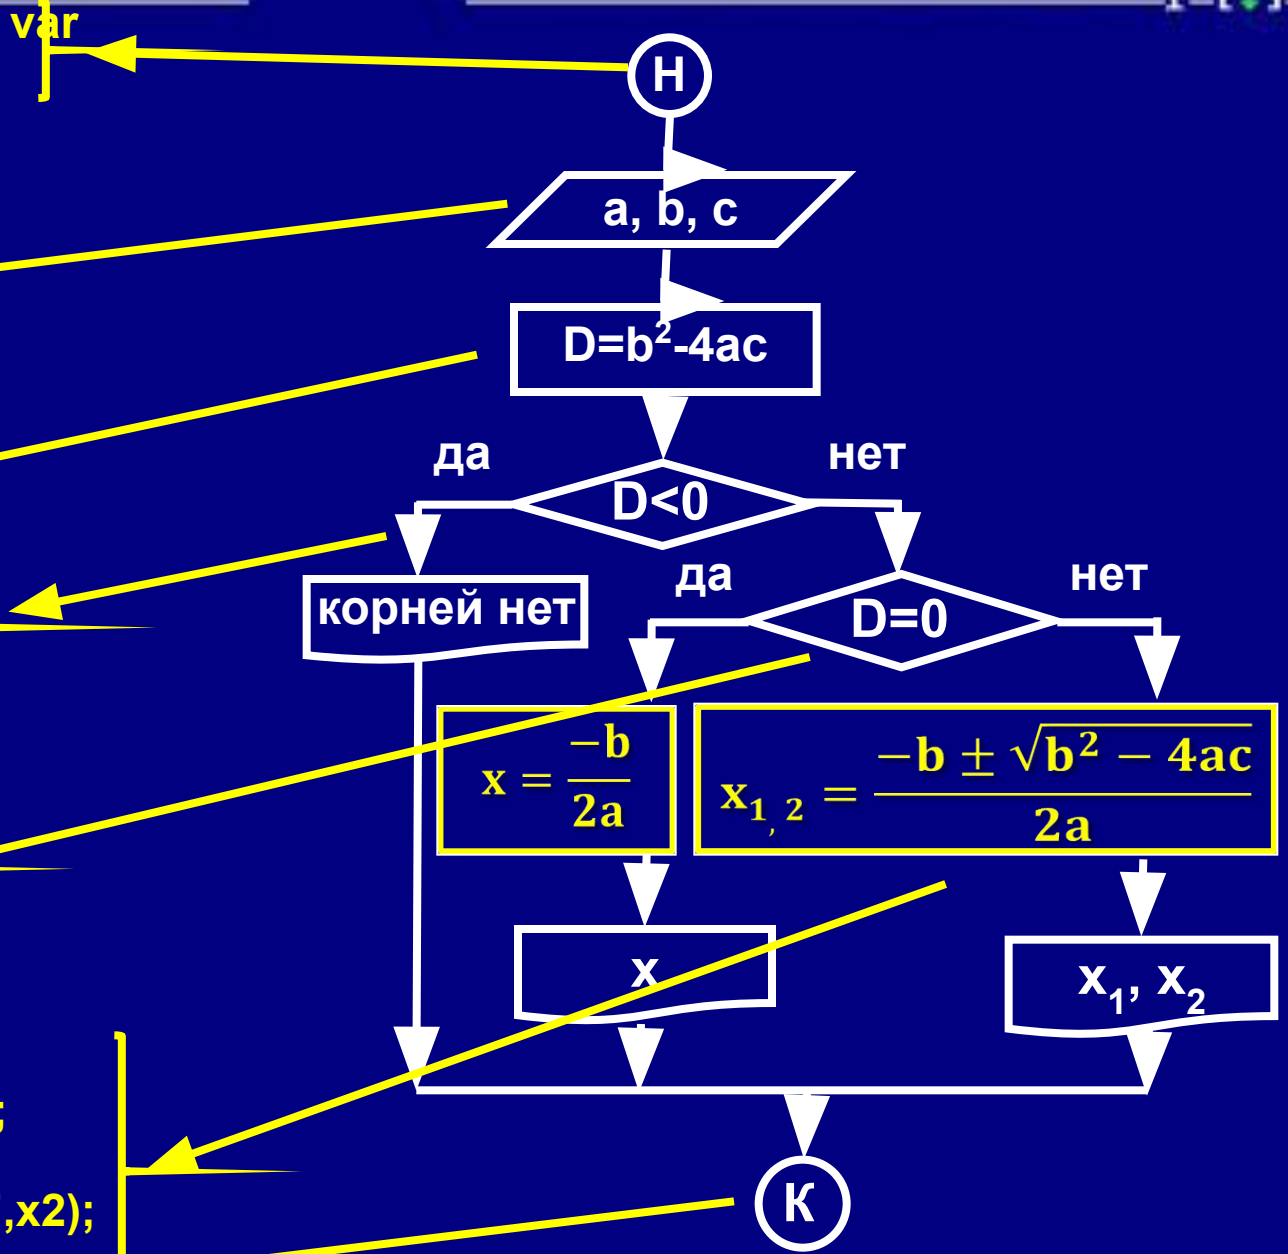 var
Н
a, b, c
D=b²-4ac
да
нет
D<0
да
нет
корней нет
D=0
x = −b / 2a
x₁, ₂ = −b ± √b² − 4ac / 2a
x
x₁, x₂
;
,x2);
К